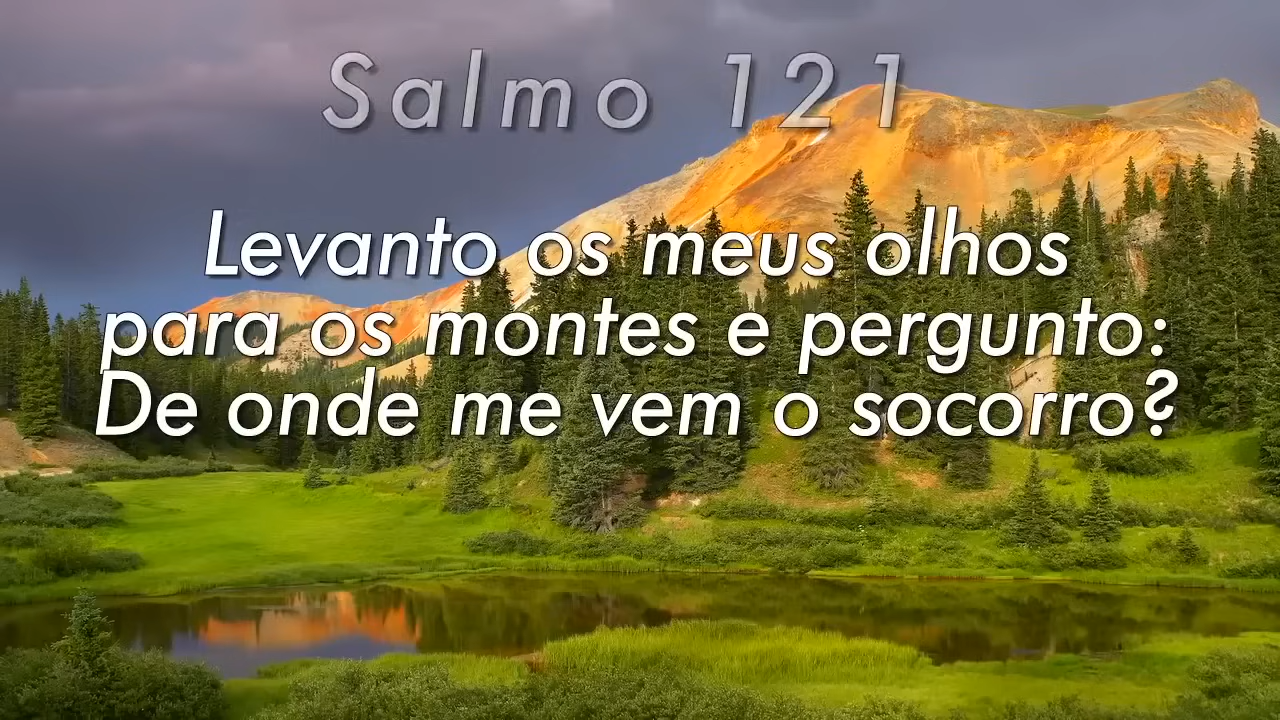 Salmo 121
Levanto os meus olhos
para os montes e pergunto:
De onde me vem o socorro?